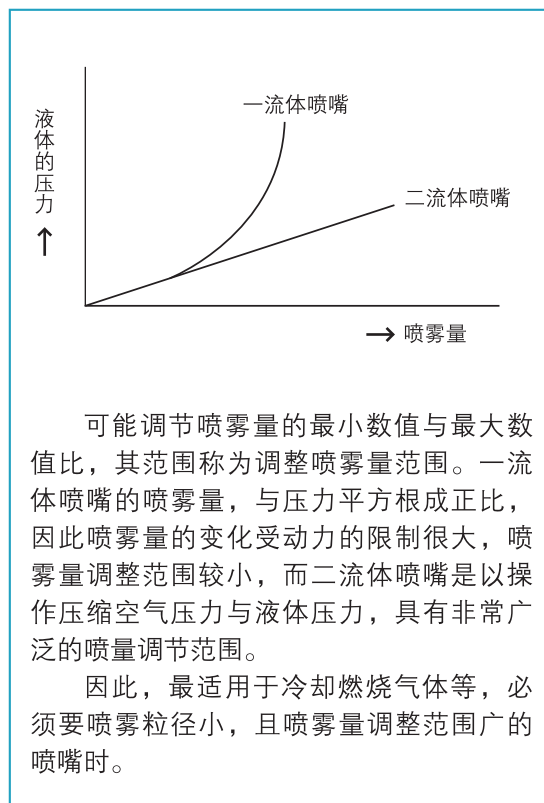 一流体喷嘴
液体的压力
二流体喷嘴
喷雾量
可能调节喷雾量的最小数值与最大数
值比，其范围称为调整喷雾量范围。一流
体喷嘴的喷雾量，与压力平方根成正比，
因此喷雾量的变化受动力的限制很大，喷
雾量调整范围较小，而二流体喷嘴是以操
作压缩空气压力与液体压力，具有非常广
泛的喷量调节范围。
因此，最适用于冷却燃烧气体等，必
须要喷雾粒径小，且喷雾量调整范围广的
喷嘴时。